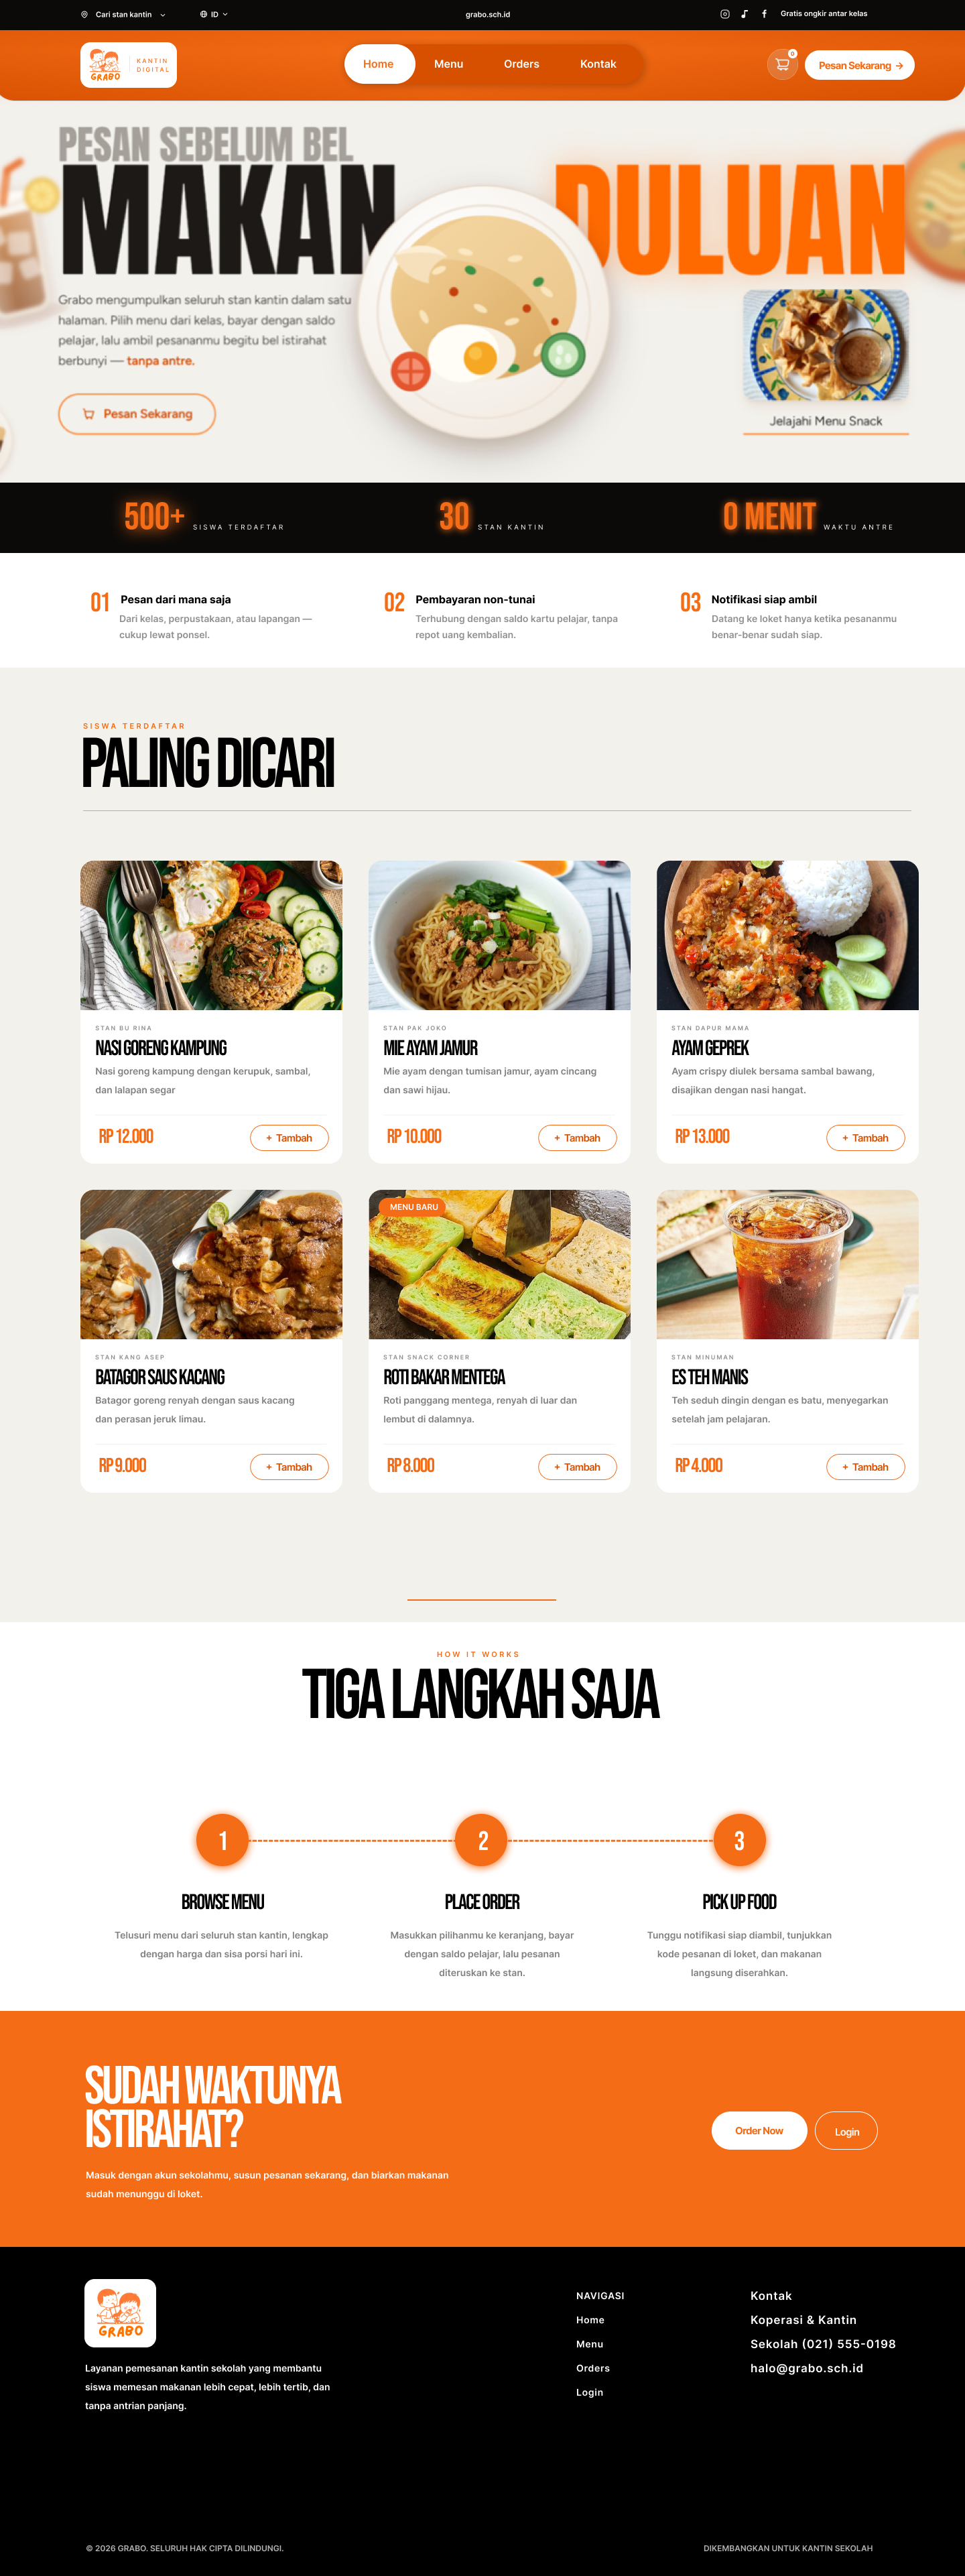 Cari stan kantin
ID
grabo.sch.id
Gratis ongkir antar kelas
GRABO
KANTIN
DIGITAL
Home
Menu
Orders
Kontak
0
Pesan Sekarang →
PESAN SEBELUM BEL
MAKAN
DULUAN
Grabo mengumpulkan seluruh stan kantin dalam satu
halaman. Pilih menu dari kelas, bayar dengan saldo
pelajar, lalu ambil pesananmu begitu bel istirahat
berbunyi — tanpa antre.
Pesan Sekarang
Jelajahi Menu Snack
500+ SISWA TERDAFTAR
30 STAN KANTIN
0 MENIT WAKTU ANTRE
01 Pesan dari mana saja
Dari kelas, perpustakaan, atau lapangan —
cukup lewat ponsel.
02 Pembayaran non-tunai
Terhubung dengan saldo kartu pelajar, tanpa
repot uang kembalian.
03 Notifikasi siap ambil
Datang ke loket hanya ketika pesananmu
benar-benar sudah siap.
SISWA TERDAFTAR
PALING DICARI
STAN BU RINA
NASI GORENG KAMPUNG
Nasi goreng kampung dengan kerupuk, sambal,
dan lalapan segar
RP 12.000
+ Tambah
STAN PAK JOKO
MIE AYAM JAMUR
Mie ayam dengan tumisan jamur, ayam cincang
dan sawi hijau.
RP 10.000
+ Tambah
STAN DAPUR MAMA
AYAM GEPREK
Ayam crispy diulek bersama sambal bawang,
disajikan dengan nasi hangat.
RP 13.000
+ Tambah
STAN KANG ASEP
BATAGOR SAUS KACANG
Batagor goreng renyah dengan saus kacang
dan perasan jeruk limau.
RP 9.000
+ Tambah
MENU BARU
STAN SNACK CORNER
ROTI BAKAR MENTEGA
Roti panggang mentega, renyah di luar dan
lembut di dalamnya.
RP 8.000
+ Tambah
STAN MINUMAN
ES TEH MANIS
Teh seduh dingin dengan es batu, menyegarkan
setelah jam pelajaran.
RP 4.000
+ Tambah
HOW IT WORKS
TIGA LANGKAH SAJA
1
2
3
BROWSE MENU
Telusuri menu dari seluruh stan kantin, lengkap
dengan harga dan sisa porsi hari ini.
PLACE ORDER
Masukkan pilihanmu ke keranjang, bayar
dengan saldo pelajar, lalu pesanan
diteruskan ke stan.
PICK UP FOOD
Tunggu notifikasi siap diambil, tunjukkan
kode pesanan di loket, dan makanan
langsung diserahkan.
SUDAH WAKTUNYA
ISTIRAHAT?
Masuk dengan akun sekolahmu, susun pesanan sekarang, dan biarkan makanan
sudah menunggu di loket.
Order Now
Login
GRABO
Layanan pemesanan kantin sekolah yang membantu
siswa memesan makanan lebih cepat, lebih tertib, dan
tanpa antrian panjang.
NAVIGASI
Home
Menu
Orders
Login
Kontak
Koperasi & Kantin
Sekolah (021) 555-0198
halo@grabo.sch.id
© 2026 GRABO. SELURUH HAK CIPTA DILINDUNGI.
DIKEMBANGKAN UNTUK KANTIN SEKOLAH